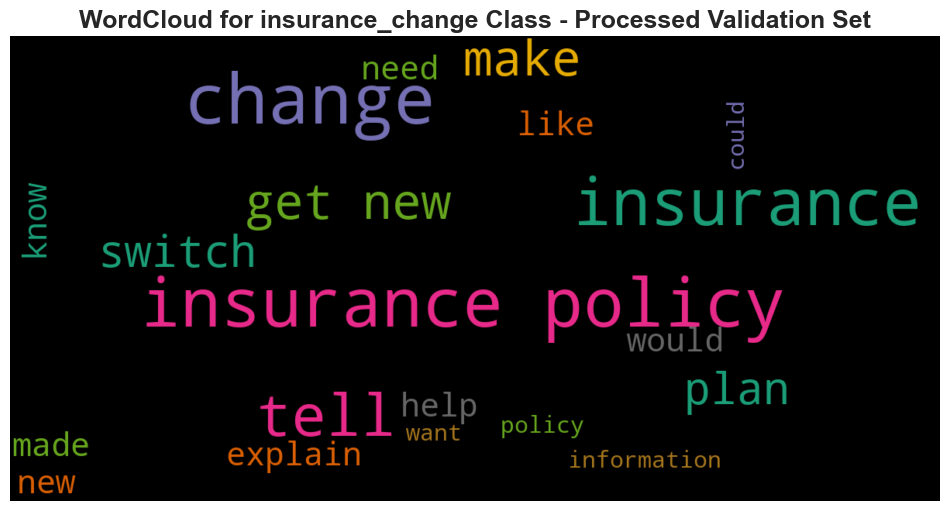 WordCloud for insurance_change Class - Processed Validation Set
make
need
change
like
could
know
get new
insurance
switch
insurance policy
would
plan
tell
help
want
policy
made
explain
information
new